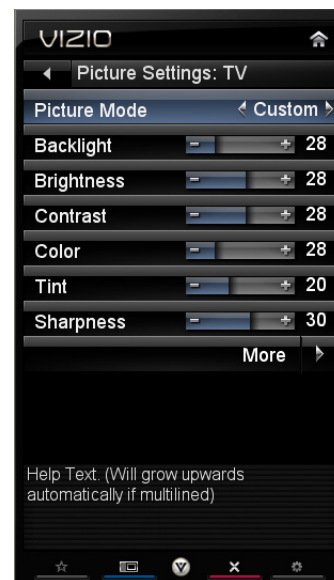 VIZIO
Picture Settings: TV
Picture Mode Custom
Backlight - + 28
Brightness - + 28
Contrast - + 28
Color - + 28
Tint - + 20
Sharpness - + 30
More
Help Text. (Will grow upwards
automatically if multilined)
V X